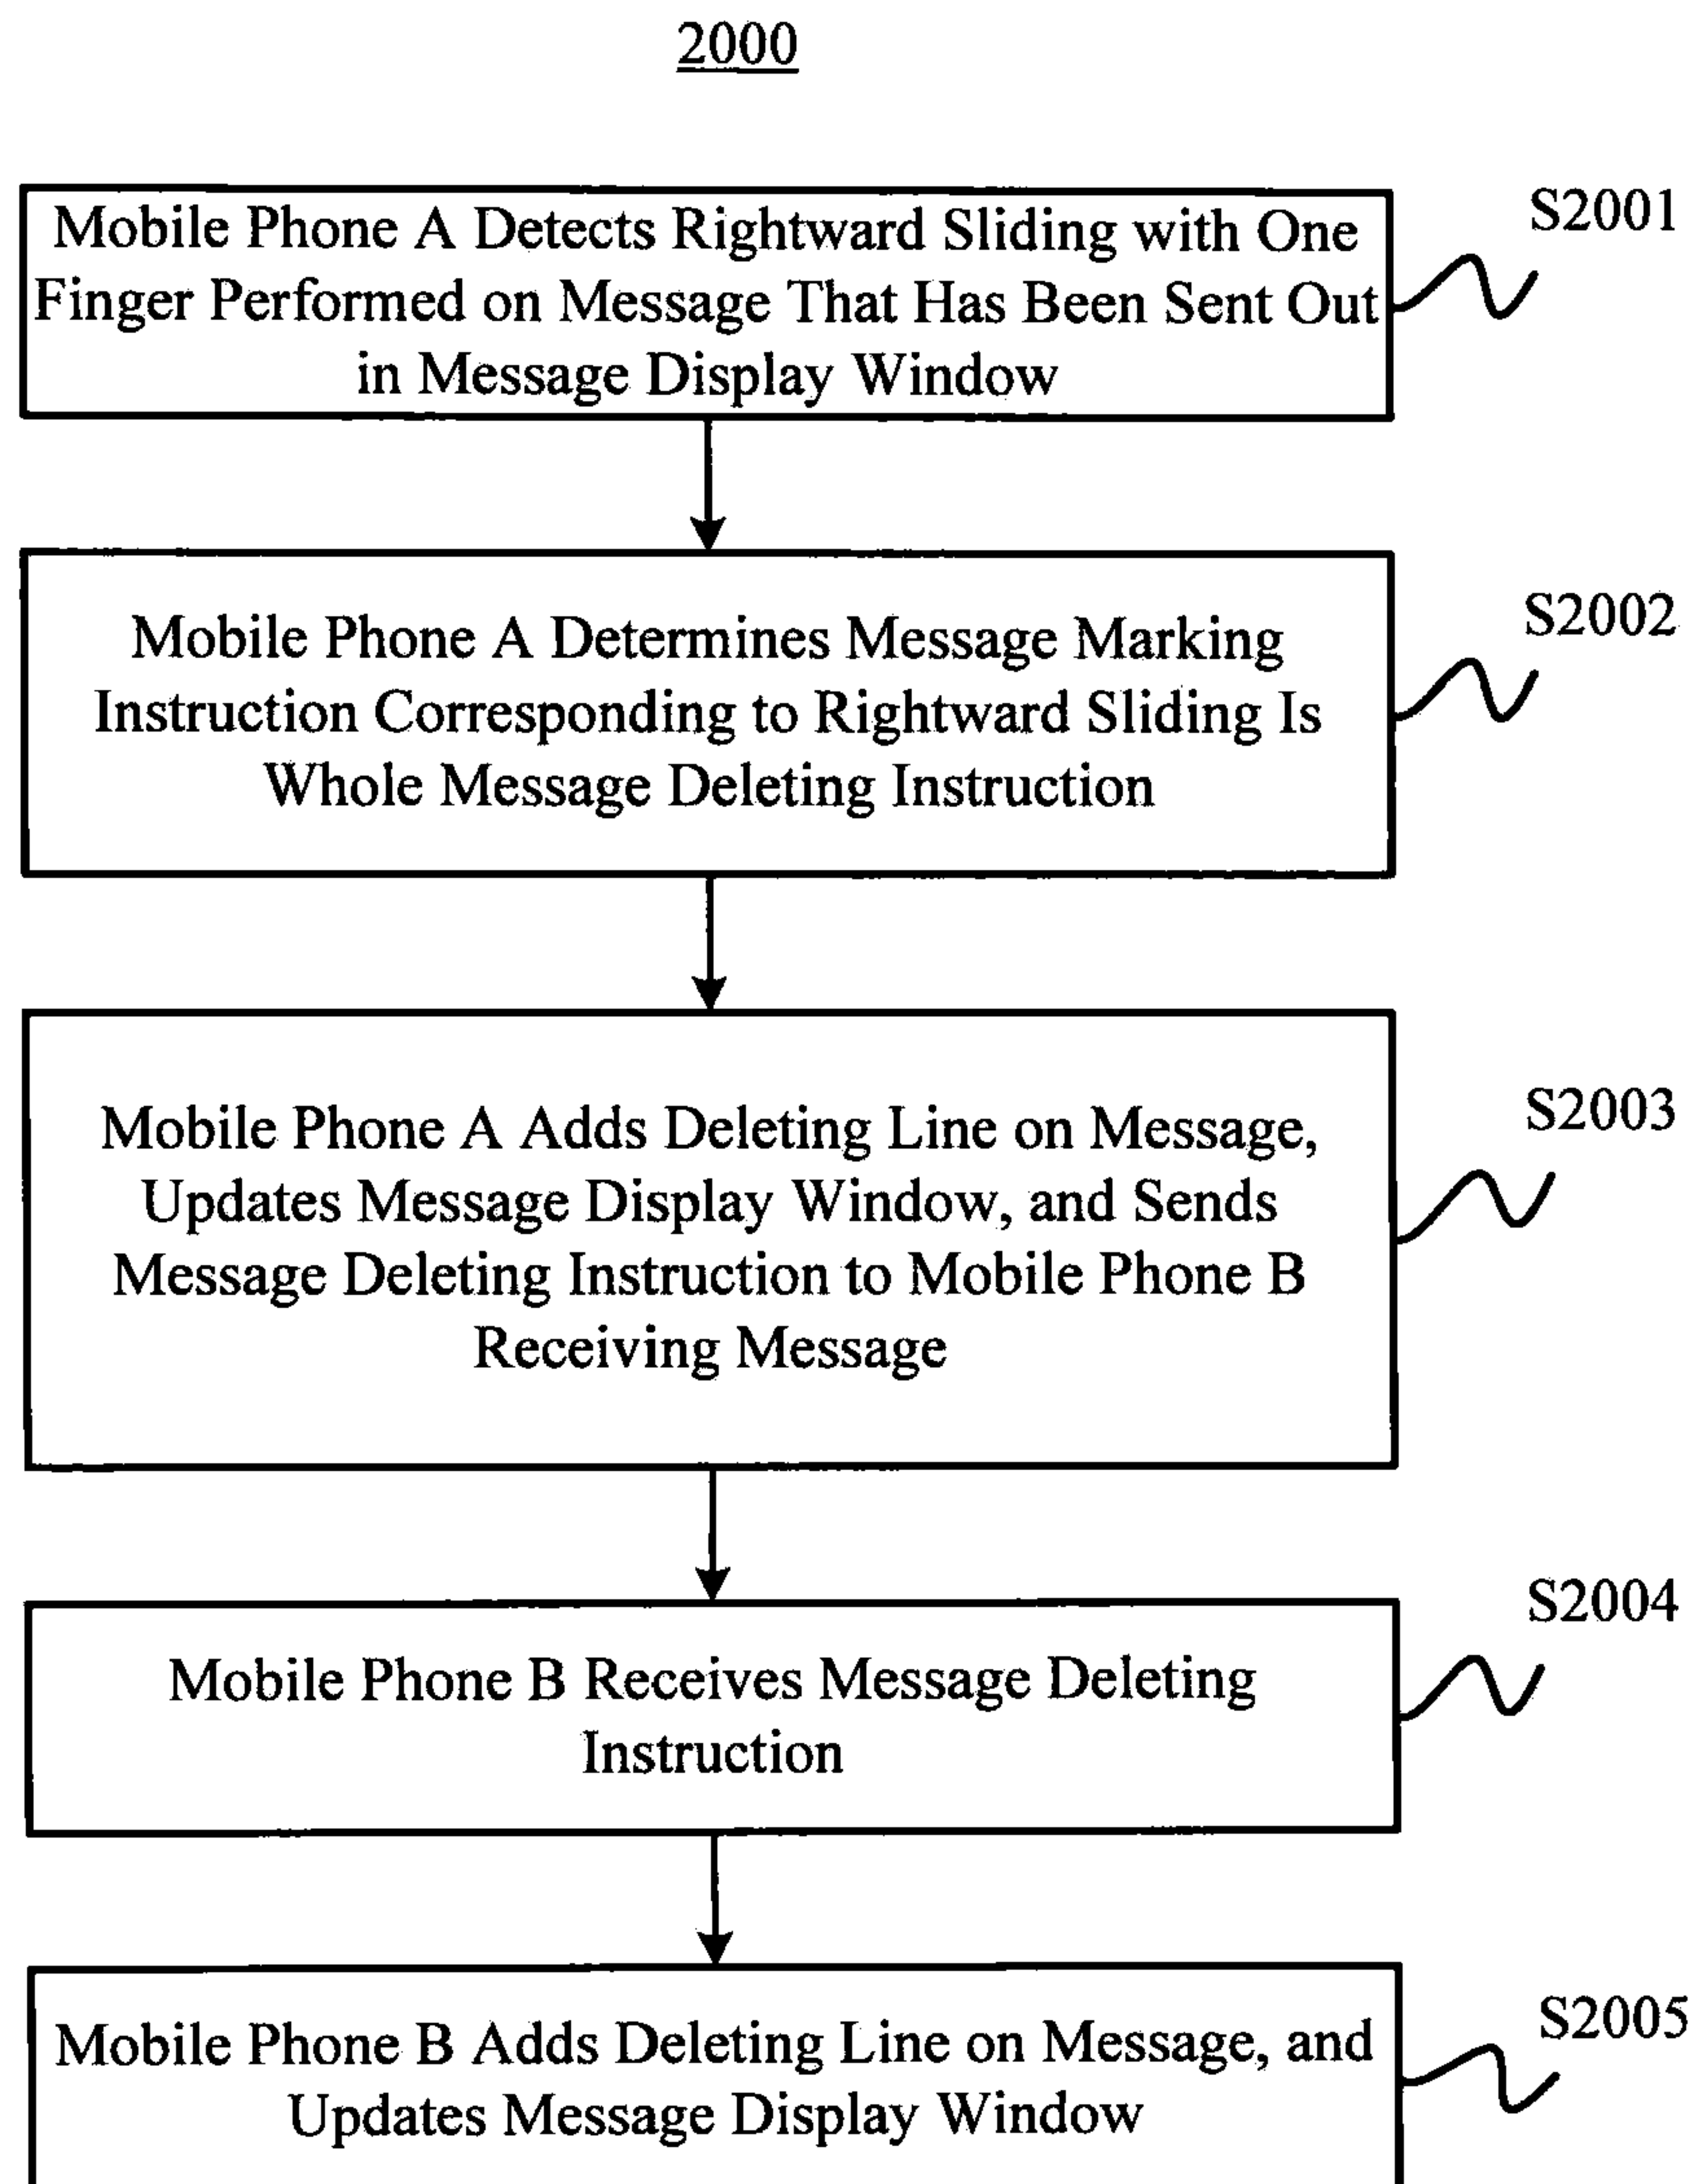 2000
Mobile Phone A Detects Rightward Sliding with One
Finger Performed on Message That Has Been Sent Out
in Message Display Window
S2001
Mobile Phone A Determines Message Marking
Instruction Corresponding to Rightward Sliding Is
Whole Message Deleting Instruction
S2002
Mobile Phone A Adds Deleting Line on Message,
Updates Message Display Window, and Sends
Message Deleting Instruction to Mobile Phone B
Receiving Message
S2003
Mobile Phone B Receives Message Deleting
Instruction
S2004
Mobile Phone B Adds Deleting Line on Message, and
Updates Message Display Window
S2005